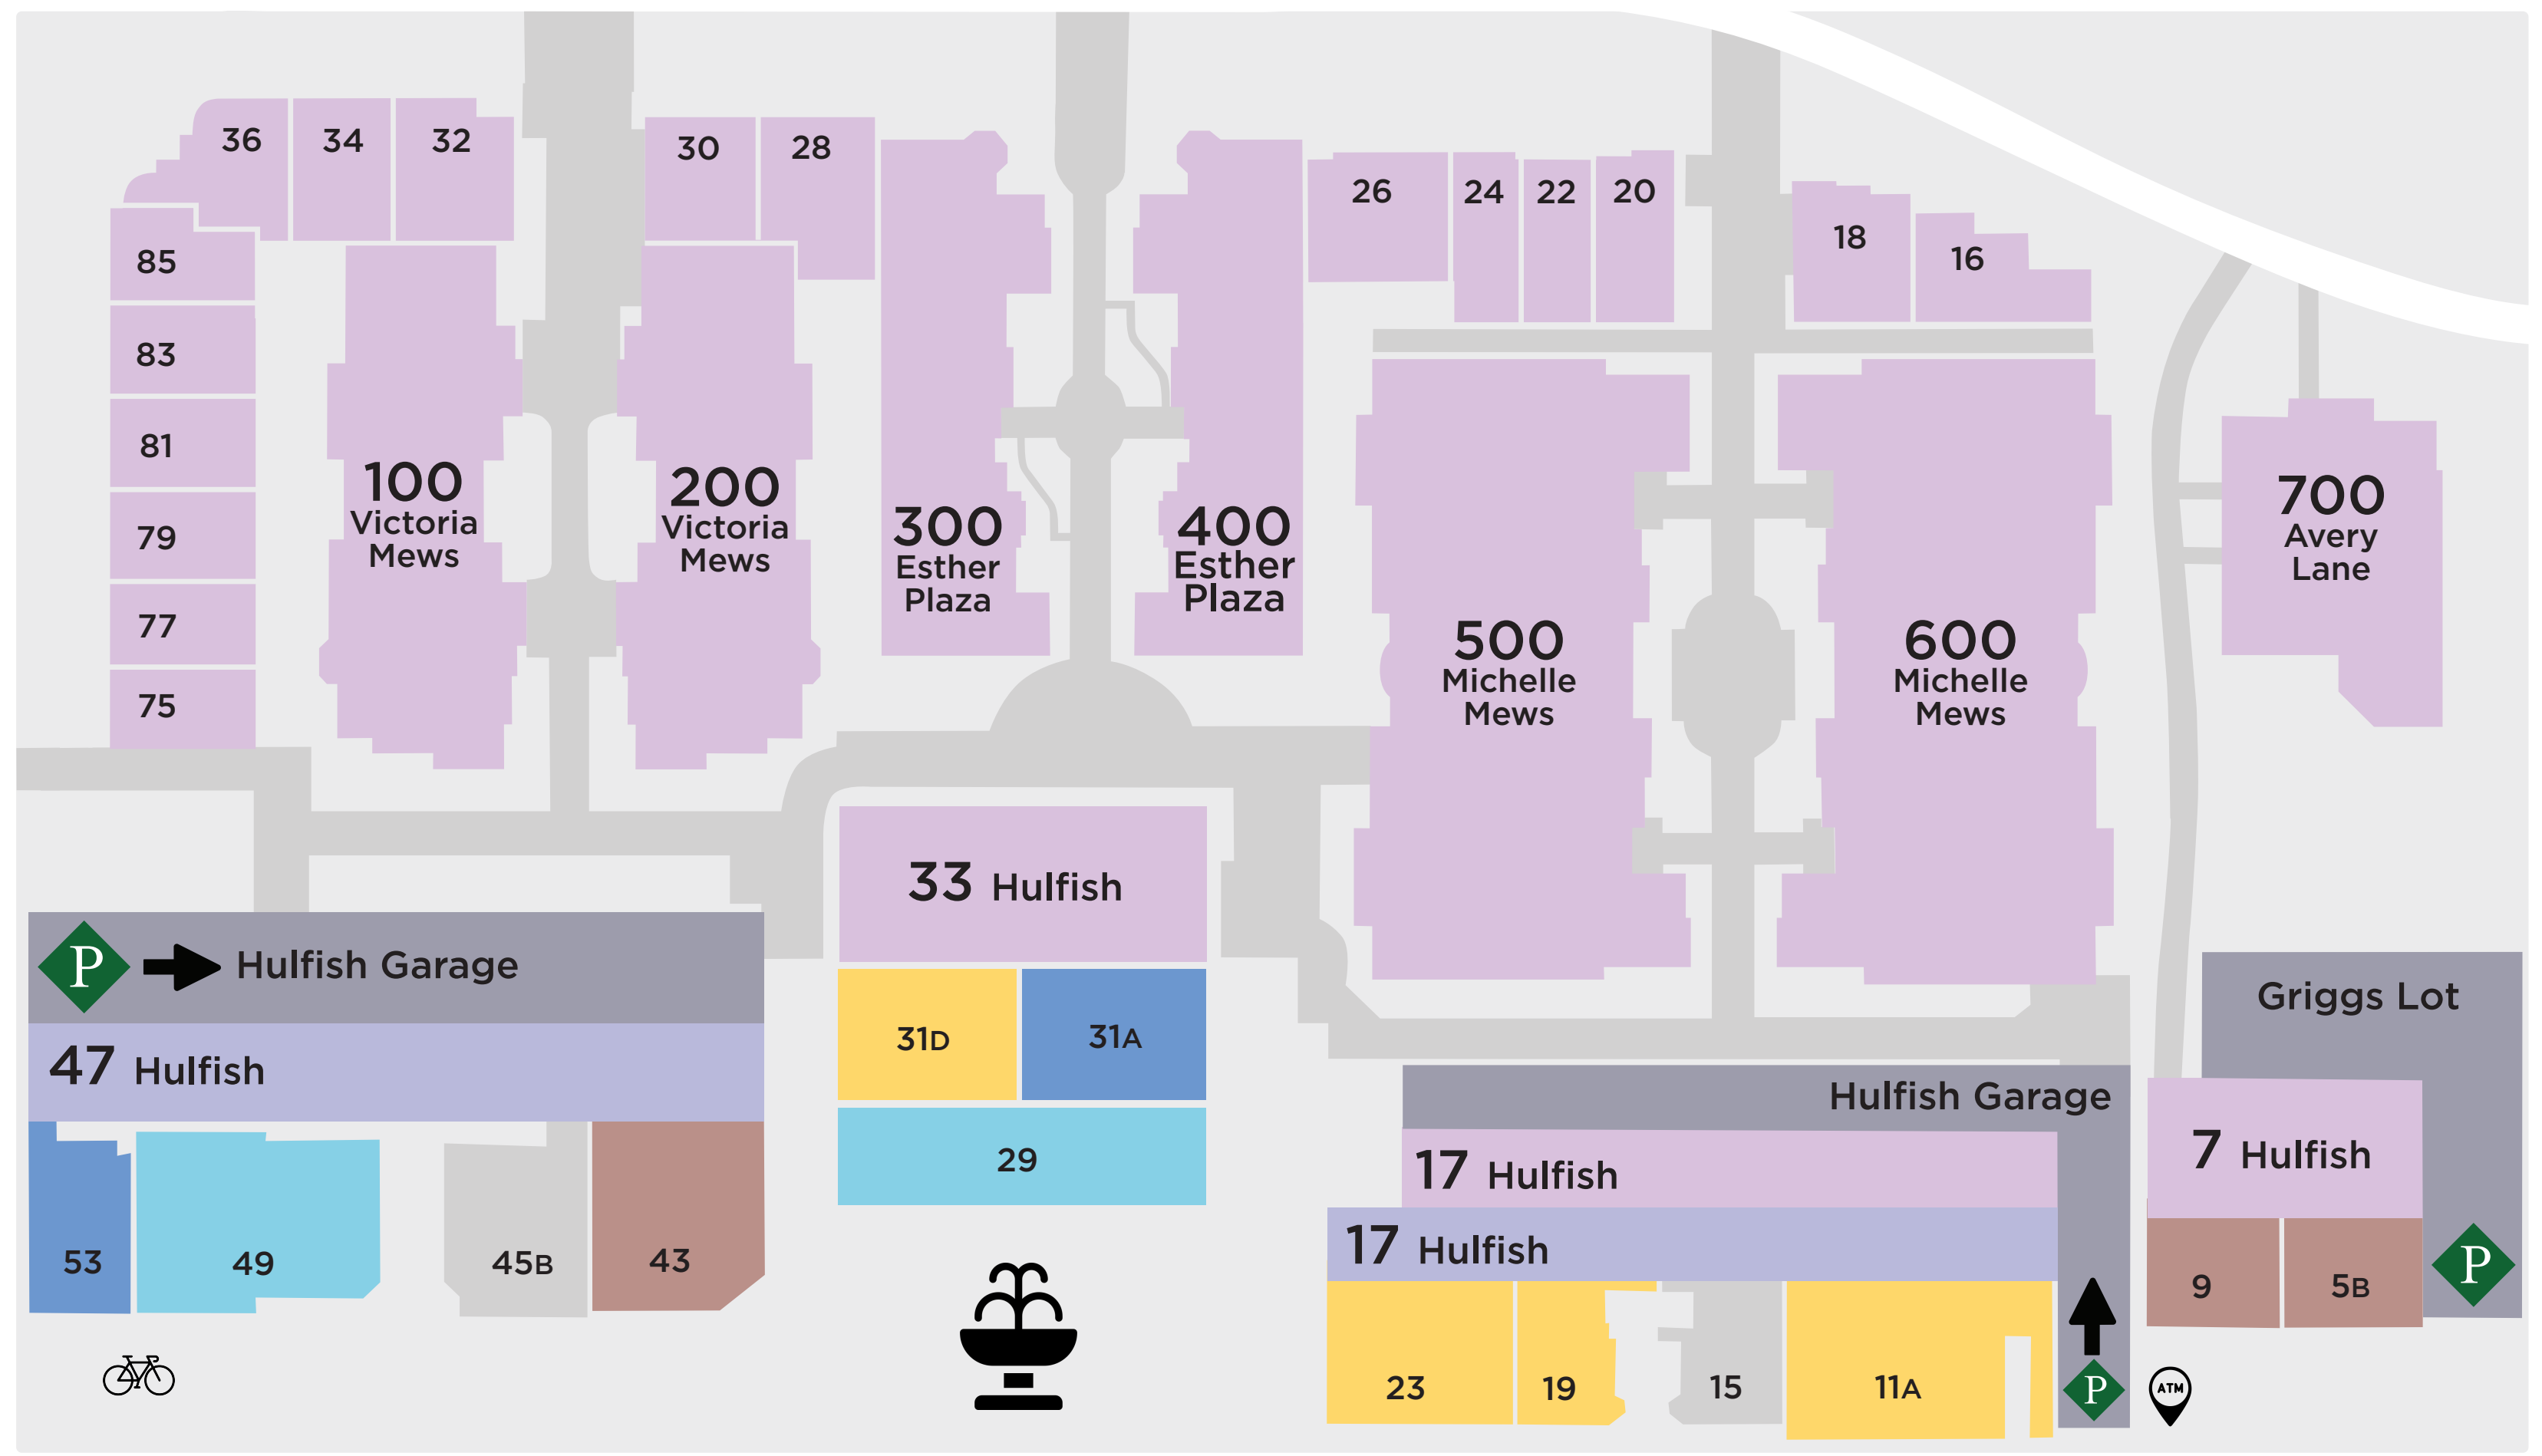 36
34
32
30
28
26
24
22
20
18
16
85
83
81
79
77
75
100
Victoria
Mews
200
Victoria
Mews
300
Esther
Plaza
400
Esther
Plaza
500
Michelle
Mews
600
Michelle
Mews
700
Avery
Lane
33 Hulfish
31D
31A
29
P
Hulfish Garage
47 Hulfish
53
49
45B
43
Griggs Lot
Hulfish Garage
17 Hulfish
17 Hulfish
7 Hulfish
9
5B
P
23
19
15
11A
P
ATM